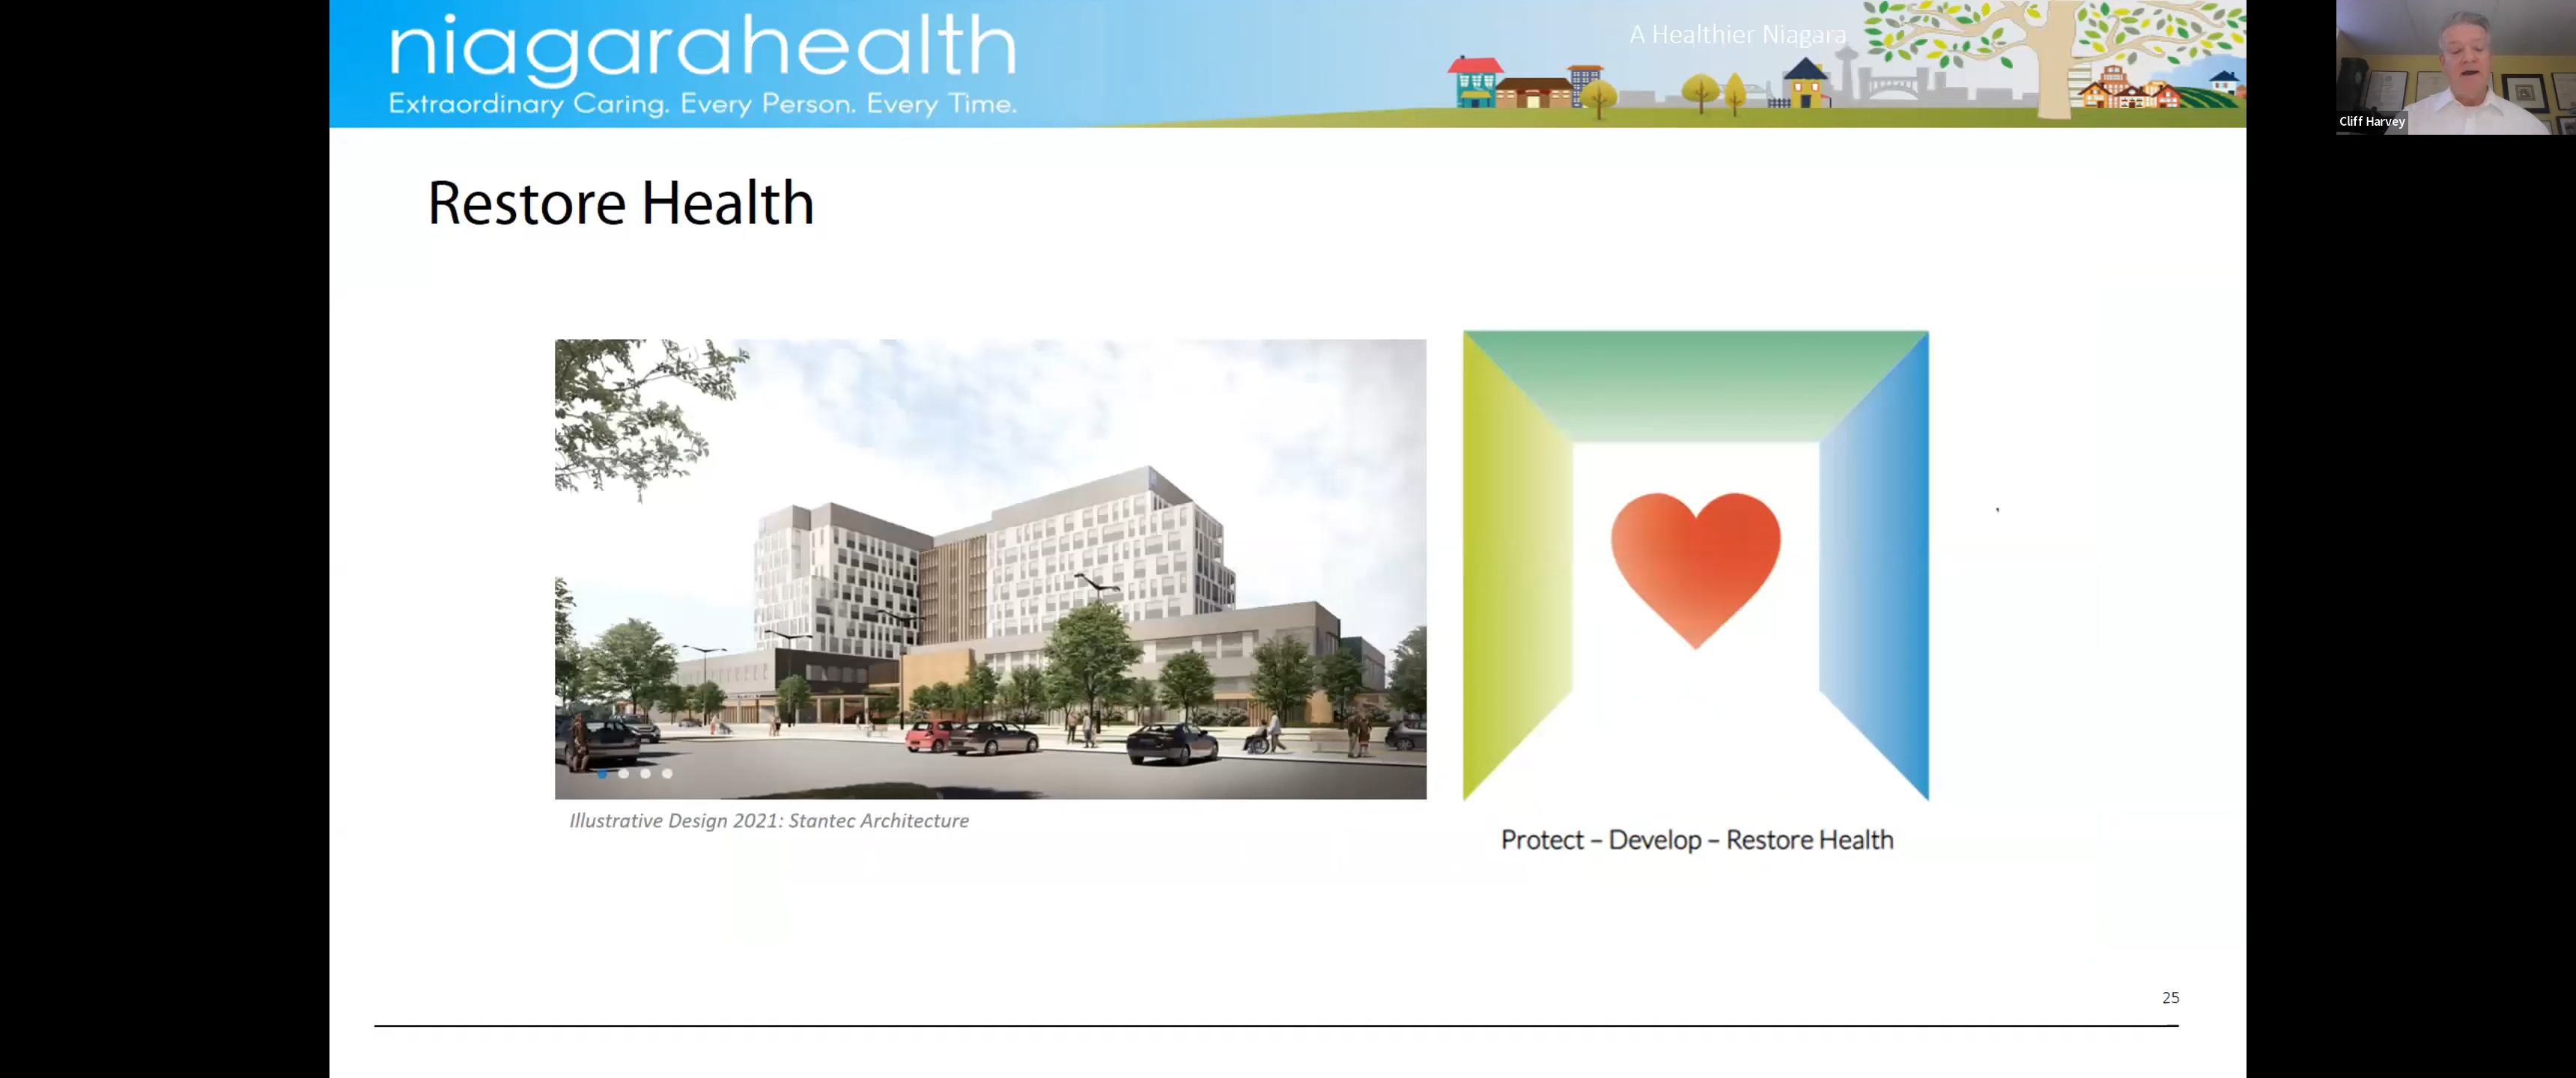 niagarahealth
Extraordinary Caring. Every Person. Every Time.
A Healthier Niagara
Cliff Harvey
Restore Health
Illustrative Design 2021: Stantec Architecture
Protect – Develop – Restore Health
25